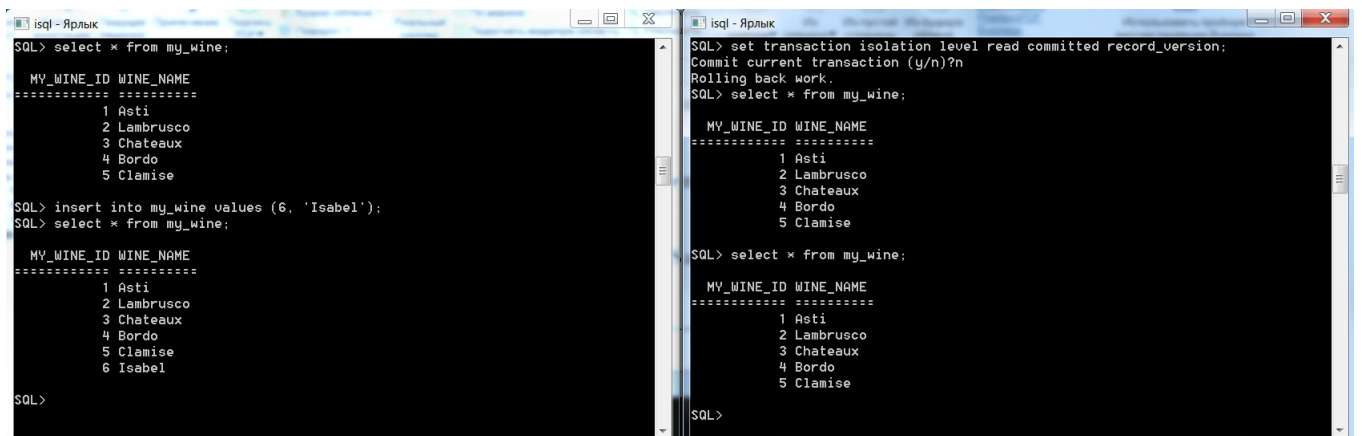 isql - Ярлык
SQL> select * from my_wine;
MY_WINE_ID WINE_NAME
============ ==========
1 Asti
2 Lambrusco
3 Chateaux
4 Bordo
5 Clamise
SQL> insert into my_wine values (6, 'Isabel');
SQL> select * from my_wine;
MY_WINE_ID WINE_NAME
============ ==========
1 Asti
2 Lambrusco
3 Chateaux
4 Bordo
5 Clamise
6 Isabel
SQL>
isql - Ярлык
SQL> set transaction isolation level read committed record_version;
Commit current transaction (y/n)?n
Rolling back work.
SQL> select * from my_wine;
MY_WINE_ID WINE_NAME
============ ==========
1 Asti
2 Lambrusco
3 Chateaux
4 Bordo
5 Clamise
SQL> select * from my_wine;
MY_WINE_ID WINE_NAME
============ ==========
1 Asti
2 Lambrusco
3 Chateaux
4 Bordo
5 Clamise
SQL>